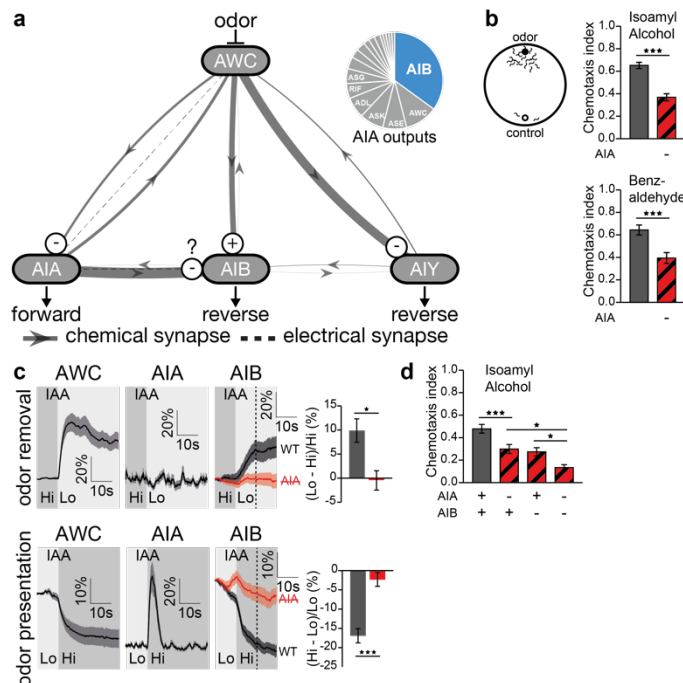 a
odor
AWC
AIB
ASG
RIF
ADL
ASK
ASE
AWC
AIA outputs
-
?
-
+
-
AIA
AIB
AIY
forward
reverse
reverse
chemical synapse
electrical synapse
b
odor
control
Isoamyl
Alcohol
Chemotaxis index
1.0
0.8
0.6
0.4
0.2
0.0
***
AIA
-
Benz-
aldehyde
Chemotaxis index
1.0
0.8
0.6
0.4
0.2
0.0
***
AIA
-
c
AWC
AIA
AIB
odor removal
IAA
20%
10s
Hi Lo
IAA
20%
10s
Hi Lo
IAA
20%
10s
WT
AIA
Hi Lo
(Lo - Hi)/Hi (%)
15
10
5
0
-5
*
AWC
AIA
AIB
odor presentation
IAA
10%
10s
Lo Hi
IAA
20%
10s
Lo Hi
IAA
10%
10s
AIA
WT
Lo Hi
(Hi - Lo)/Lo (%)
0
-5
-10
-15
-20
-25
***
d
Isoamyl
Alcohol
Chemotaxis index
1.0
0.8
0.6
0.4
0.2
0.0
***
*
*
AIA + - + -
AIB + + - -